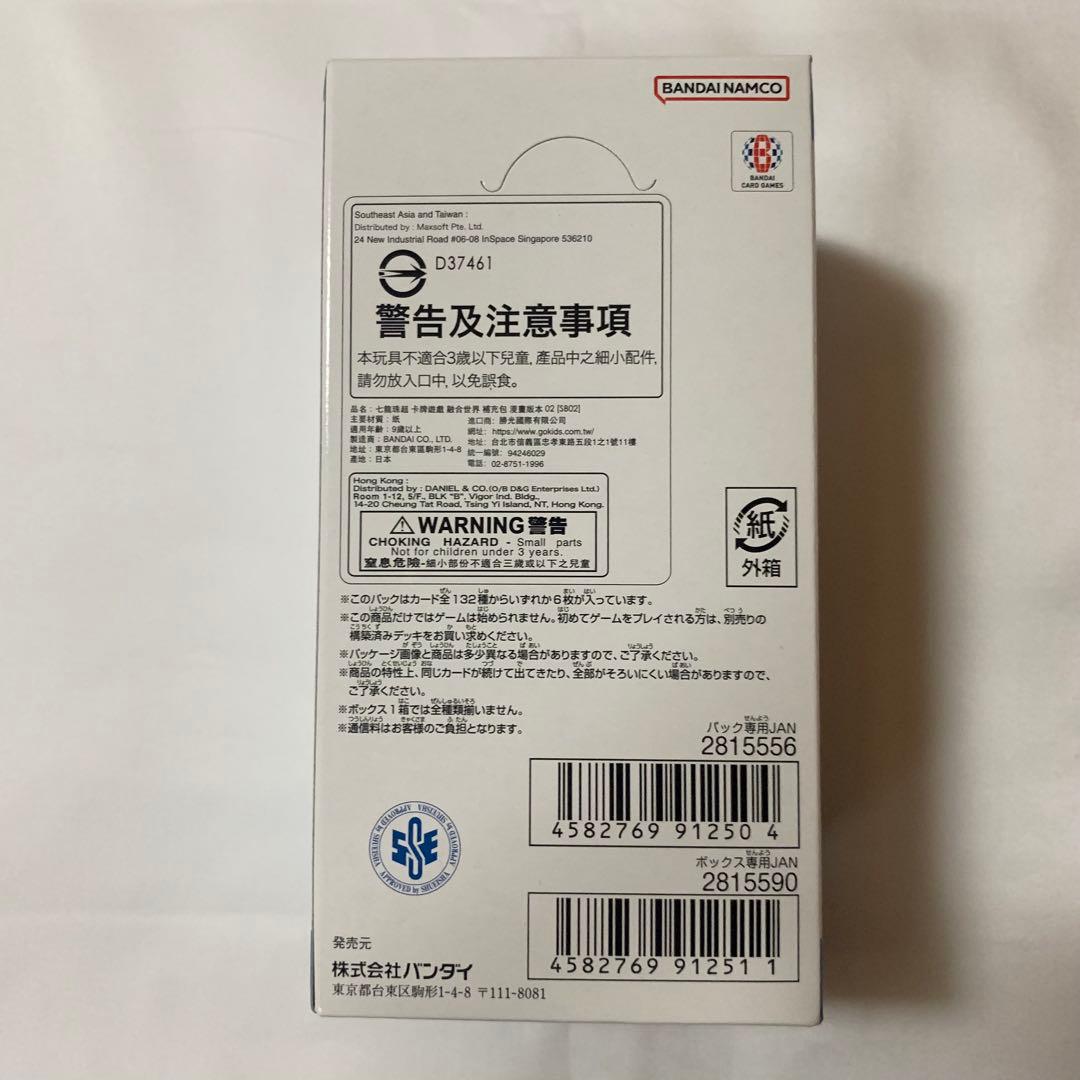 BANDAI NAMCO
BANDAI
CARD GAMES
Southeast Asia and Taiwan :
Distributed by : Maxsoft Pte. Ltd.
24 New Industrial Road #06-08 InSpace Singapore 536210
D37461
警告及注意事項
本玩具不適合3歲以下兒童, 產品中之細小配件,
請勿放入口中, 以免誤食。
品名：七龍珠超 卡牌遊戲 融合世界 補充包 漫畫版本 02 [SB02]
主要材質：紙
適用年齡：9歲以上
製造商：BANDAI CO., LTD.
地址：東京都台東區駒形1-4-8
產地：日本
進口商：勝光國際有限公司
網址：https://www.gokids.com.tw/
地址：台北市信義區忠孝東路五段1之1號11樓
統一編號：94246029
電話：02-8751-1996
Hong Kong :
Distributed by : DANIEL & CO.(O/B D&G Enterprises Ltd.)
Room 1-12, 5/F., BLK "B", Vigor Ind. Bldg.,
14-20 Cheung Tat Road, Tsing Yi Island, NT, Hong Kong.
WARNING 警告
CHOKING HAZARD - Small parts
Not for children under 3 years.
窒息危險-細小部份不適合三歲或以下之兒童
紙
外箱
※このパックはカード全132種からいずれか6枚が入っています。
※この商品だけではゲームは始められません。初めてゲームをプレイされる方は、別売りの
構築済みデッキをお買い求めください。
※パッケージ画像と商品は多少異なる場合がありますので、ご了承ください。
※商品の特性上、同じカードが続けて出てきたり、全部がそろいにくい場合がありますので、
ご了承ください。
※ボックス1箱では全種類揃いません。
※通信料はお客様のご負担となります。
パック専用JAN
2815556
4 582769 912504
ボックス専用JAN
2815590
4 582769 912511
SSE
APPROVED by SHUEISHA APPROVED by SHUEISHA APPROVED by SHUEISHA
発売元
株式会社バンダイ
東京都台東区駒形1-4-8 〒111-8081